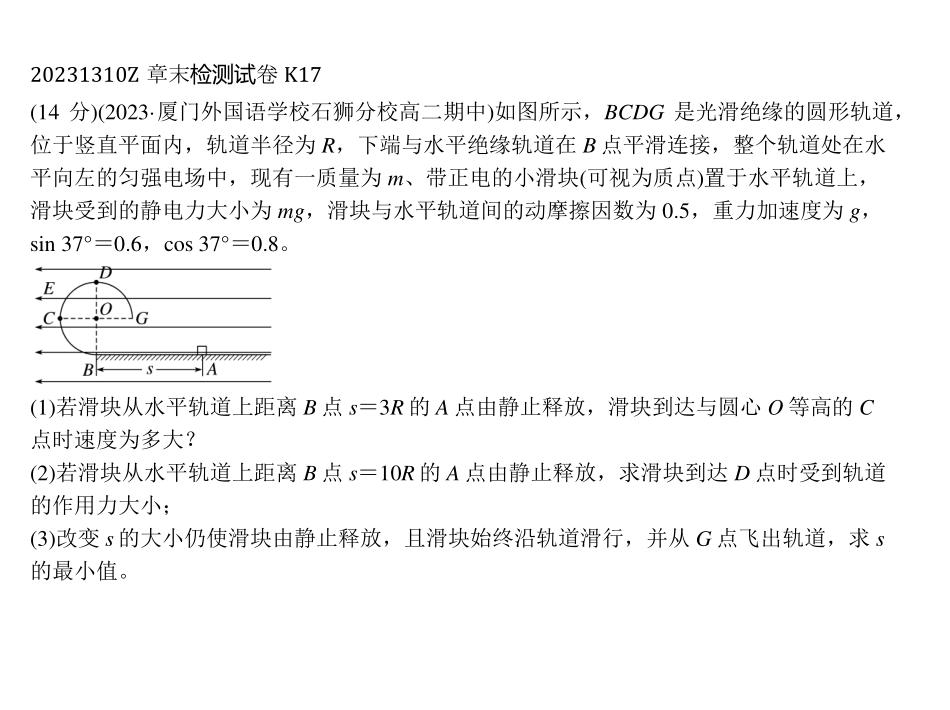 20231310Z 章末检测试卷 K17
(14 分)(2023·厦门外国语学校石狮分校高二期中)如图所示，BCDG 是光滑绝缘的圆形轨道，
位于竖直平面内，轨道半径为 R，下端与水平绝缘轨道在 B 点平滑连接，整个轨道处在水
平向左的匀强电场中，现有一质量为 m、带正电的小滑块(可视为质点)置于水平轨道上，
滑块受到的静电力大小为 mg，滑块与水平轨道间的动摩擦因数为 0.5，重力加速度为 g，
sin 37°＝0.6，cos 37°＝0.8。
D
E
O
C
G
B
s
A
(1)若滑块从水平轨道上距离 B 点 s＝3R 的 A 点由静止释放，滑块到达与圆心 O 等高的 C
点时速度为多大？
(2)若滑块从水平轨道上距离 B 点 s＝10R 的 A 点由静止释放，求滑块到达 D 点时受到轨道
的作用力大小；
(3)改变 s 的大小仍使滑块由静止释放，且滑块始终沿轨道滑行，并从 G 点飞出轨道，求 s
的最小值。